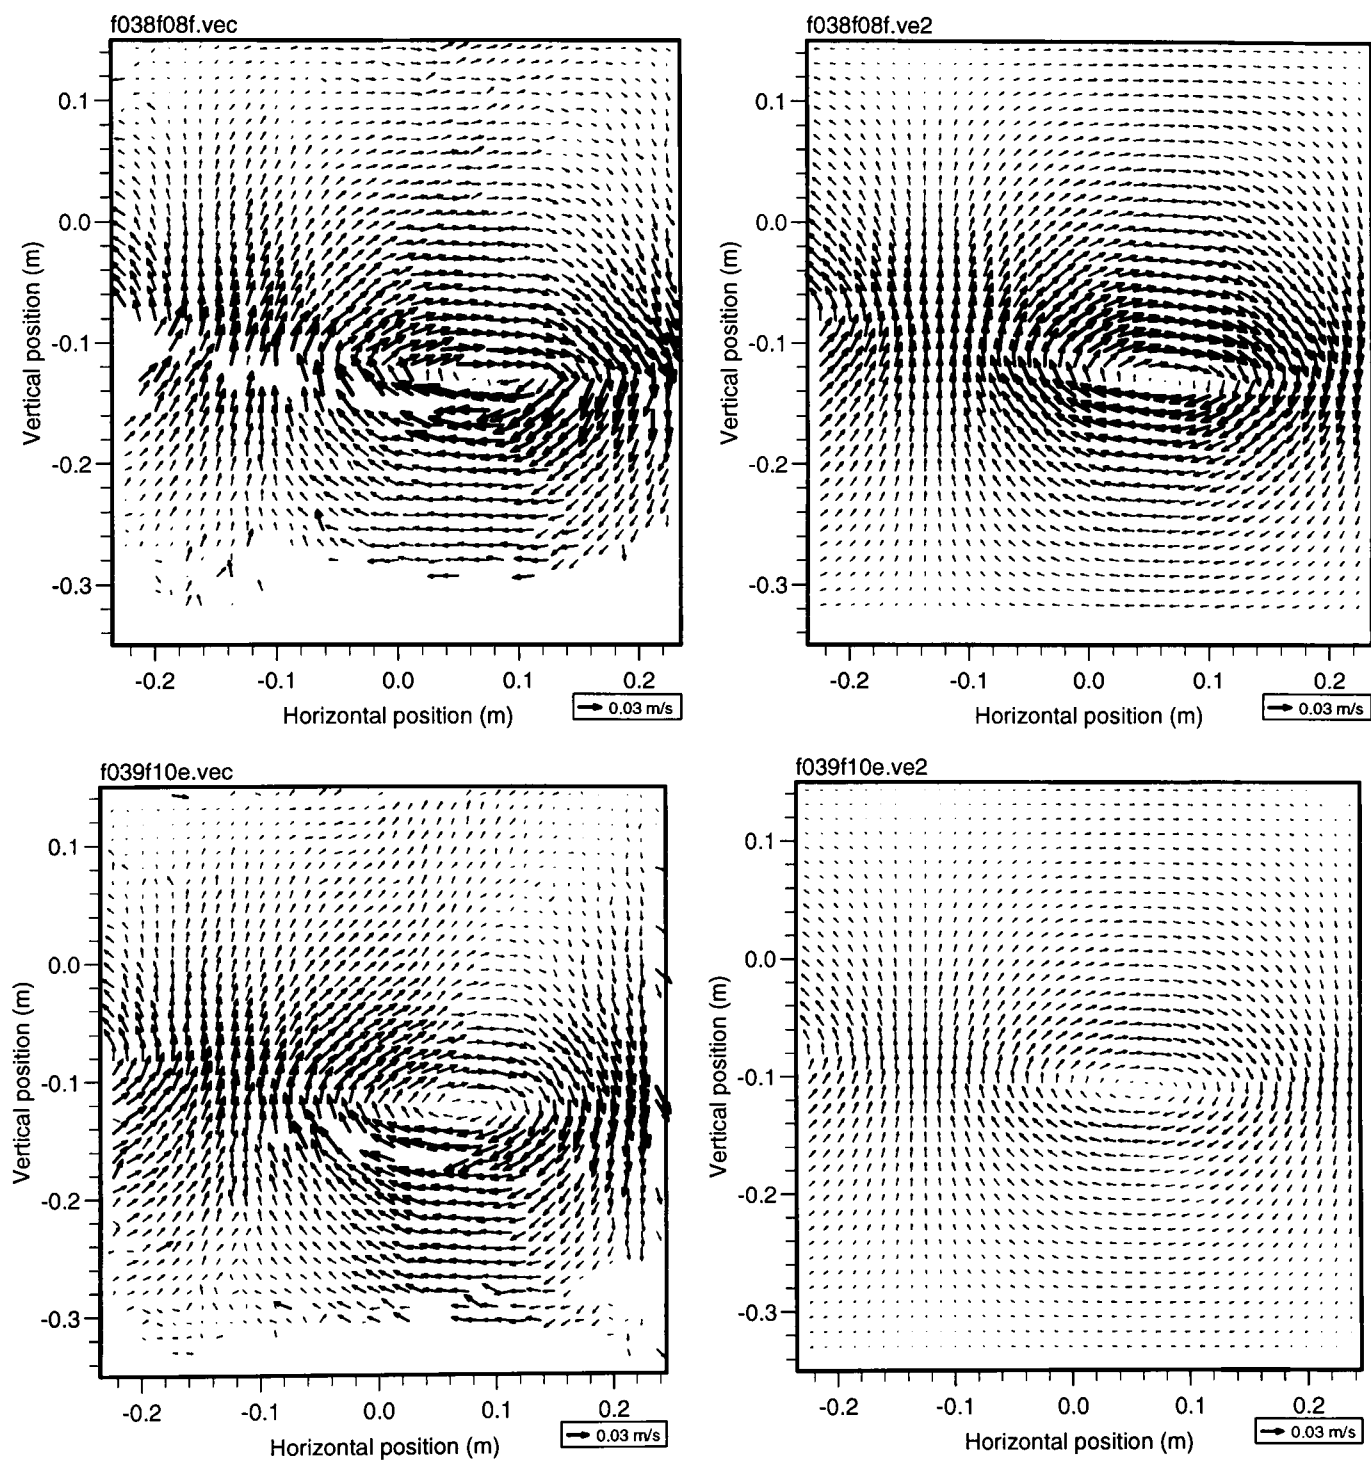 f038f08f.vec
0.1
0.0
-0.1
-0.2
-0.3
Vertical position (m)
-0.2 -0.1 0.0 0.1 0.2
Horizontal position (m)
0.03 m/s
f038f08f.ve2
0.1
0.0
-0.1
-0.2
-0.3
Vertical position (m)
-0.2 -0.1 0.0 0.1 0.2
Horizontal position (m)
0.03 m/s
f039f10e.vec
0.1
0.0
-0.1
-0.2
-0.3
Vertical position (m)
-0.2 -0.1 0.0 0.1 0.2
Horizontal position (m)
0.03 m/s
f039f10e.ve2
0.1
0.0
-0.1
-0.2
-0.3
Vertical position (m)
-0.2 -0.1 0.0 0.1 0.2
Horizontal position (m)
0.03 m/s